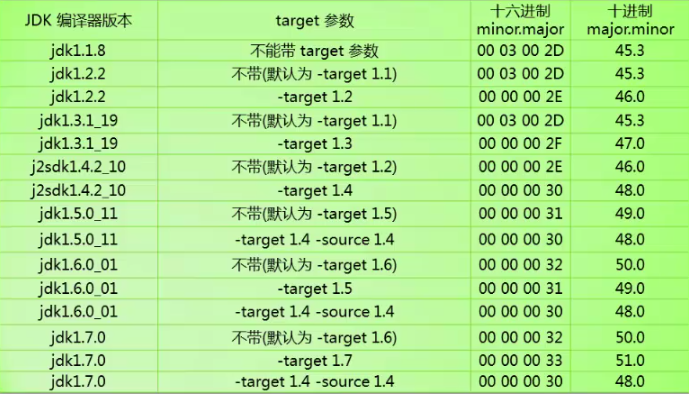 JDK 编译器版本 target 参数 十六进制 minor.major 十进制 major.minor
jdk1.1.8 不能带 target 参数 00 03 00 2D 45.3
jdk1.2.2 不带(默认为 -target 1.1) 00 03 00 2D 45.3
jdk1.2.2 -target 1.2 00 00 00 2E 46.0
jdk1.3.1_19 不带(默认为 -target 1.1) 00 03 00 2D 45.3
jdk1.3.1_19 -target 1.3 00 00 00 2F 47.0
j2sdk1.4.2_10 不带(默认为 -target 1.2) 00 00 00 2E 46.0
j2sdk1.4.2_10 -target 1.4 00 00 00 30 48.0
jdk1.5.0_11 不带(默认为 -target 1.5) 00 00 00 31 49.0
jdk1.5.0_11 -target 1.4 -source 1.4 00 00 00 30 48.0
jdk1.6.0_01 不带(默认为 -target 1.6) 00 00 00 32 50.0
jdk1.6.0_01 -target 1.5 00 00 00 31 49.0
jdk1.6.0_01 -target 1.4 -source 1.4 00 00 00 30 48.0
jdk1.7.0 不带(默认为 -target 1.6) 00 00 00 32 50.0
jdk1.7.0 -target 1.7 00 00 00 33 51.0
jdk1.7.0 -target 1.4 -source 1.4 00 00 00 30 48.0